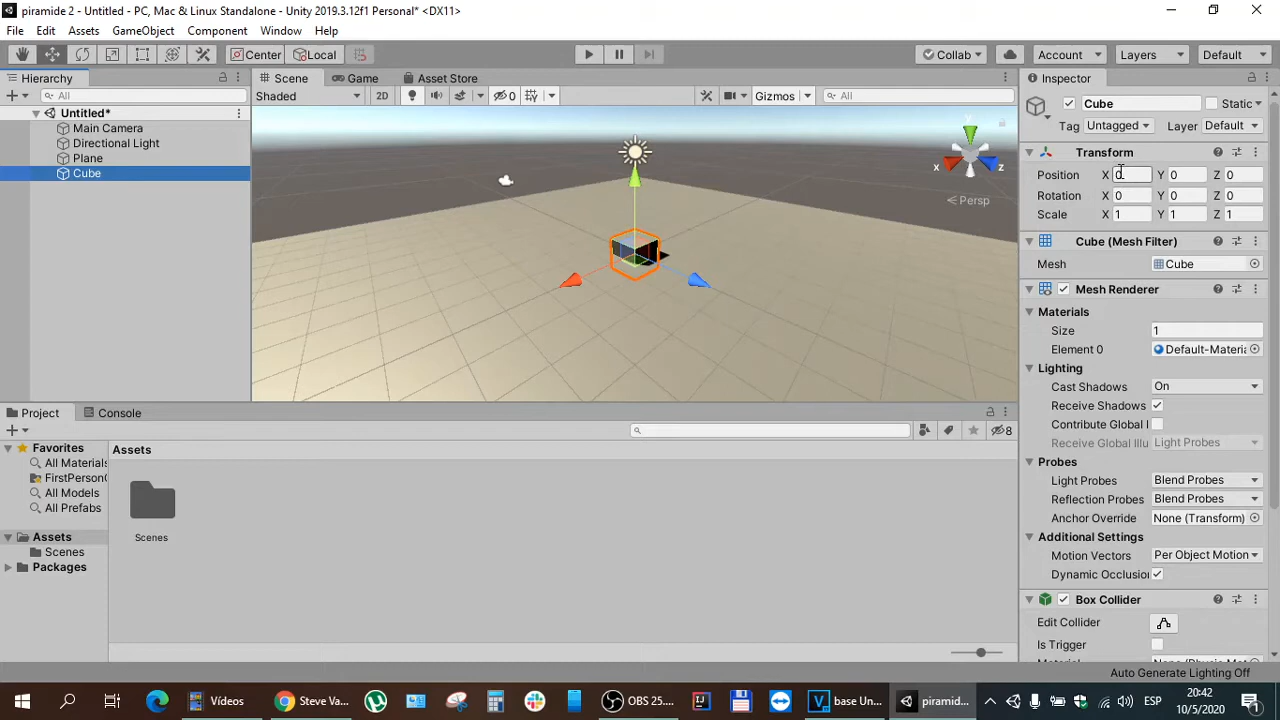 piramide 2 - Untitled - PC, Mac & Linux Standalone - Unity 2019.3.12f1 Personal* <DX11>
File Edit Assets GameObject Component Window Help
Center Local Collab Account Layers Default
Hierarchy
All
Untitled*
Main Camera
Directional Light
Plane
Cube
Scene Game Asset Store
Shaded 2D 0 Gizmos All
y
x
z
Persp
Inspector
Cube Static
Tag Untagged Layer Default
Transform
Position X 0 Y 0 Z 0
Rotation X 0 Y 0 Z 0
Scale X 1 Y 1 Z 1
Cube (Mesh Filter)
Mesh Cube
Mesh Renderer
Materials
Size 1
Element 0 Default-Materia
Lighting
Cast Shadows On
Receive Shadows
Contribute Global I
Receive Global Illu Light Probes
Probes
Light Probes Blend Probes
Reflection Probes Blend Probes
Anchor Override None (Transform)
Additional Settings
Motion Vectors Per Object Motion
Dynamic Occlusion
Box Collider
Edit Collider
Is Trigger
Project Console
8
Favorites
All Materials
FirstPersonC
All Models
All Prefabs
Assets
Scenes
Packages
Assets
Scenes
Auto Generate Lighting Off
Vídeos
Steve Va...
OBS 25....
base Un...
piramid...
ESP
20:42
10/5/2020
1